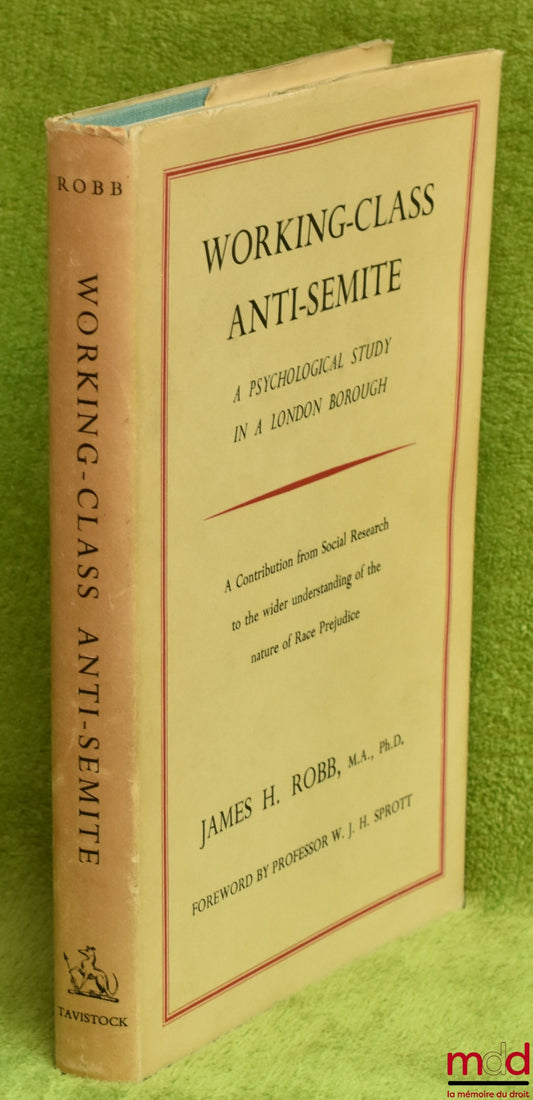 ROBB
WORKING-CLASS ANTI-SEMITE
TAVISTOCK
WORKING-CLASS
ANTI-SEMITE
A PSYCHOLOGICAL STUDY
IN A LONDON BOROUGH
A Contribution from Social Research
to the wider understanding of the
nature of Race Prejudice
JAMES H. ROBB, M.A., Ph.D.
FOREWORD BY PROFESSOR W. J. H. SPROTT
mdd
la mémoire du droit